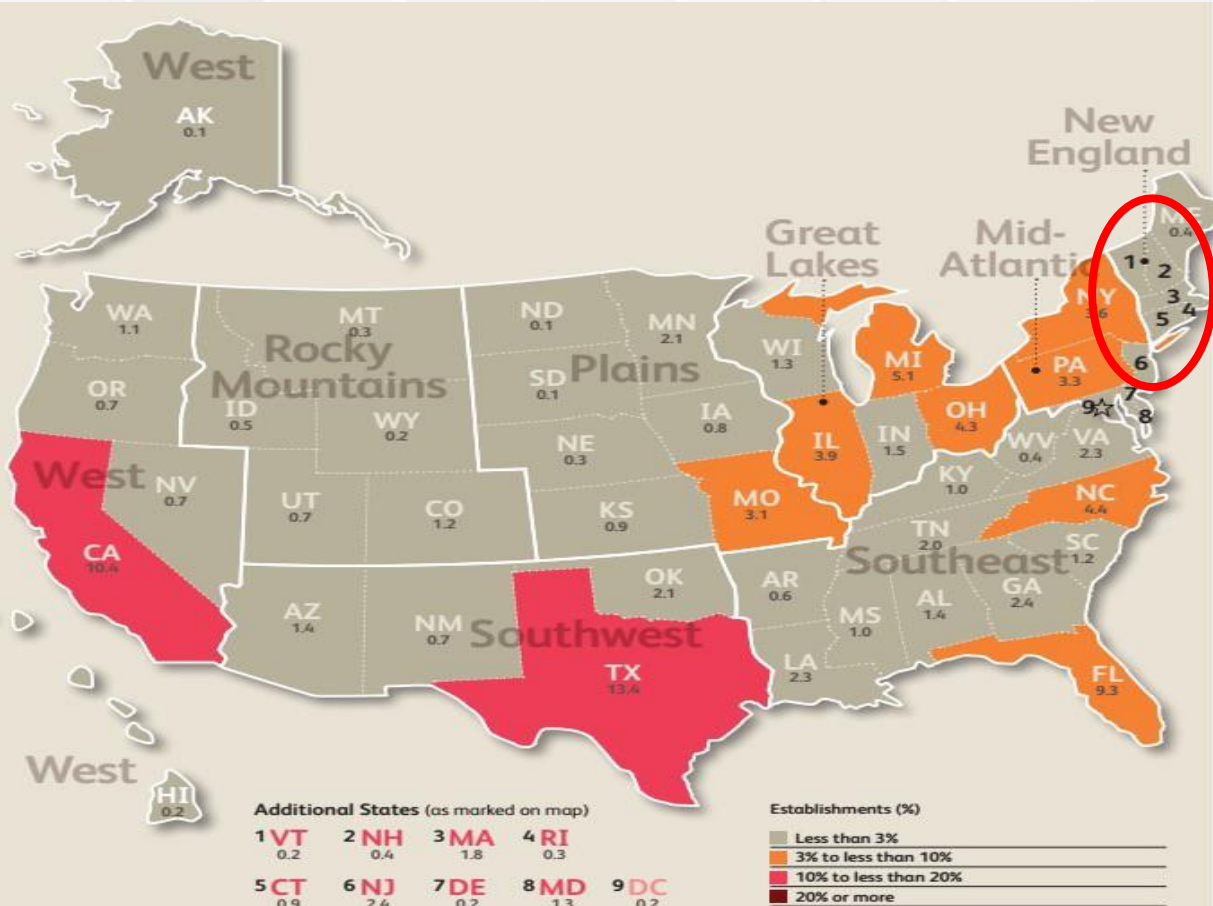 West
AK
0.1
New
England
Great
Lakes
Mid-
Atlantic
ME
0.4
1
2
3
4
5
6
7
8
9
WA
1.1
MT
0.3
ND
0.1
MN
2.1
NY
3.6
Rocky
Mountains
Plains
WI
1.3
MI
5.1
PA
3.3
OR
0.7
ID
0.5
WY
0.2
SD
0.1
IA
0.8
OH
4.3
West
NV
0.7
UT
0.7
CO
1.2
NE
0.3
KS
0.9
MO
3.1
IL
3.9
IN
1.5
WV
0.4
VA
2.3
KY
1.0
NC
4.4
CA
10.4
TN
2.0
SC
1.2
Southeast
AZ
1.4
NM
0.7
OK
2.1
AR
0.6
MS
1.0
AL
1.4
GA
2.4
Southwest
TX
13.4
LA
2.3
FL
9.3
West
HI
0.2
Additional States (as marked on map)
1 VT 2 NH 3 MA 4 RI
0.2 0.4 1.8 0.3
5 CT 6 NJ 7 DE 8 MD 9 DC
0.9 2.4 0.2 1.3 0.2
Establishments (%)
Less than 3%
3% to less than 10%
10% to less than 20%
20% or more